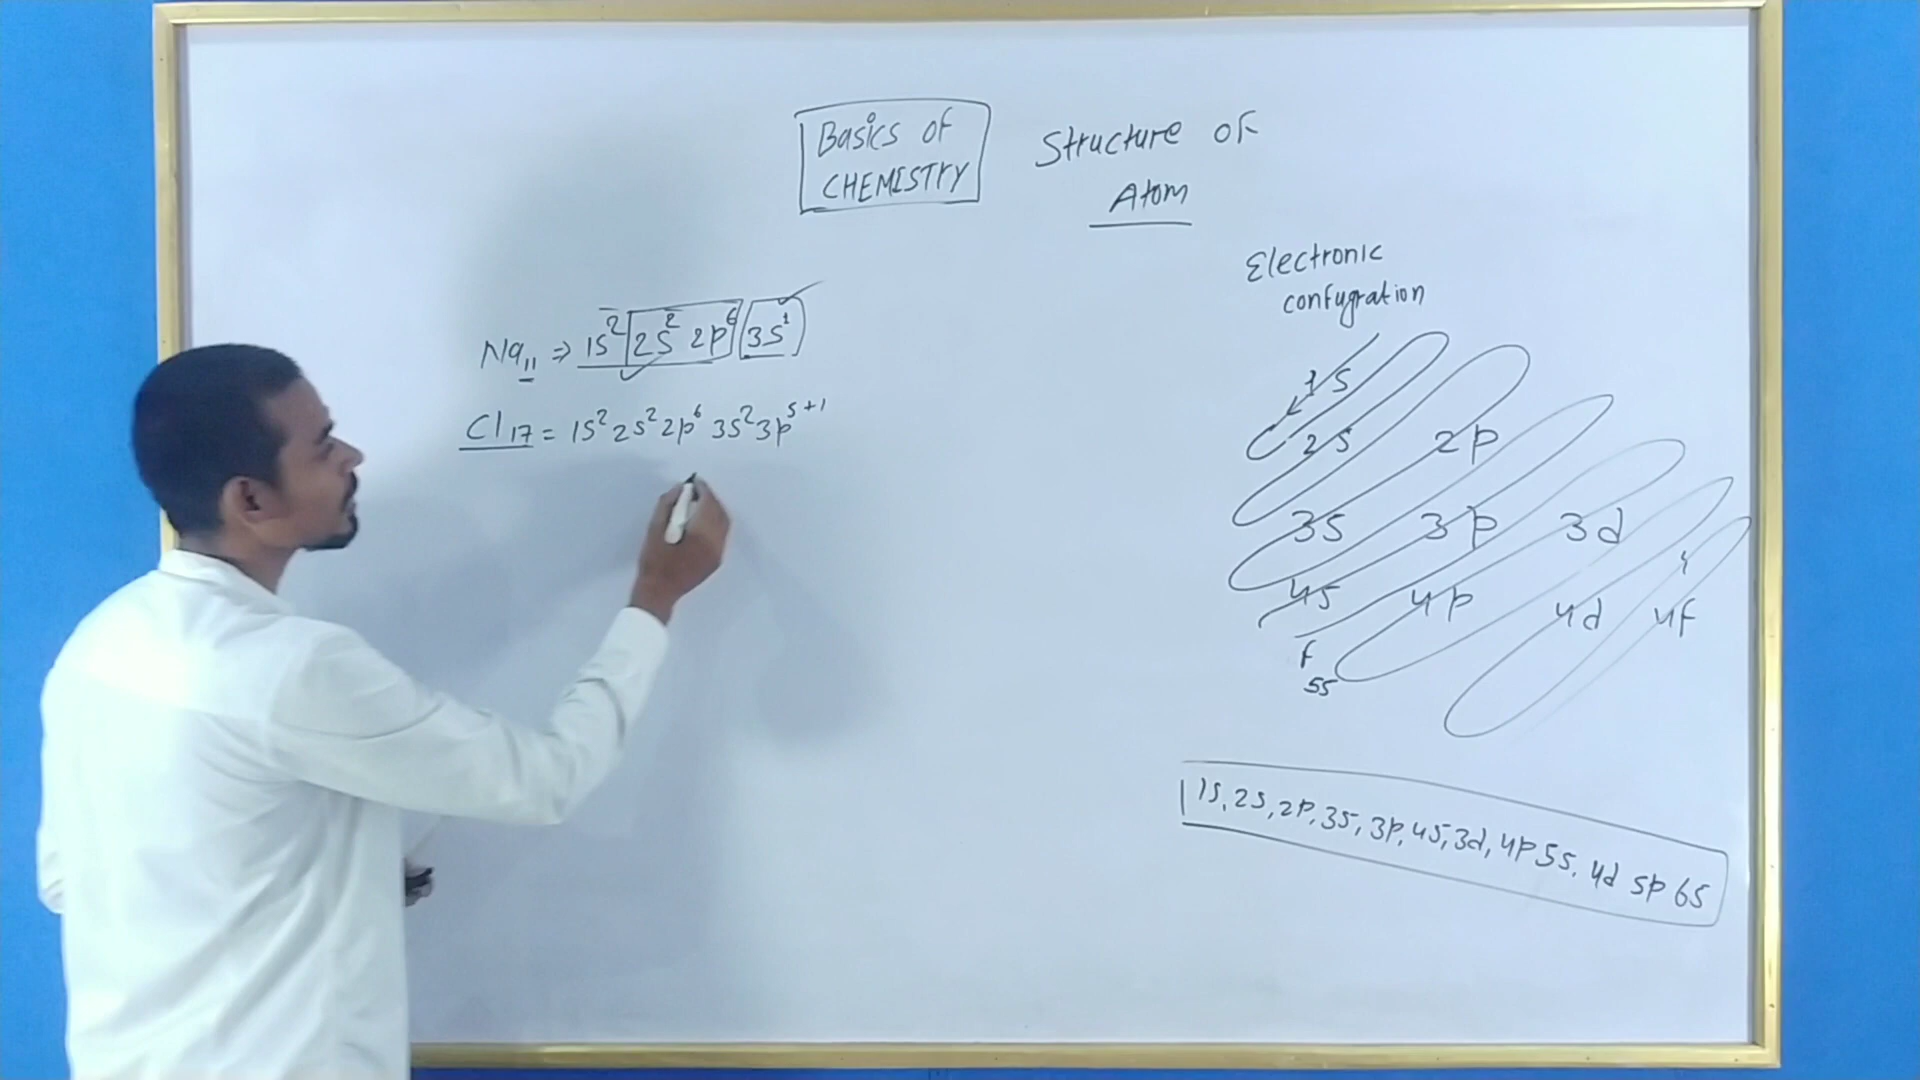 Basics of
CHEMISTRY
Structure of
Atom
Electronic
confugration
Na₁₁ ⇒ 1s² 2s² 2p⁶ 3s¹
Cl₁₇ = 1s² 2s² 2p⁶ 3s² 3p⁵⁺¹
1s
2s 2p
3s 3p 3d
4s 4p 4d 4f
5s
1s, 2s, 2p, 3s, 3p, 4s, 3d, 4p 5s, 4d 5p 6s